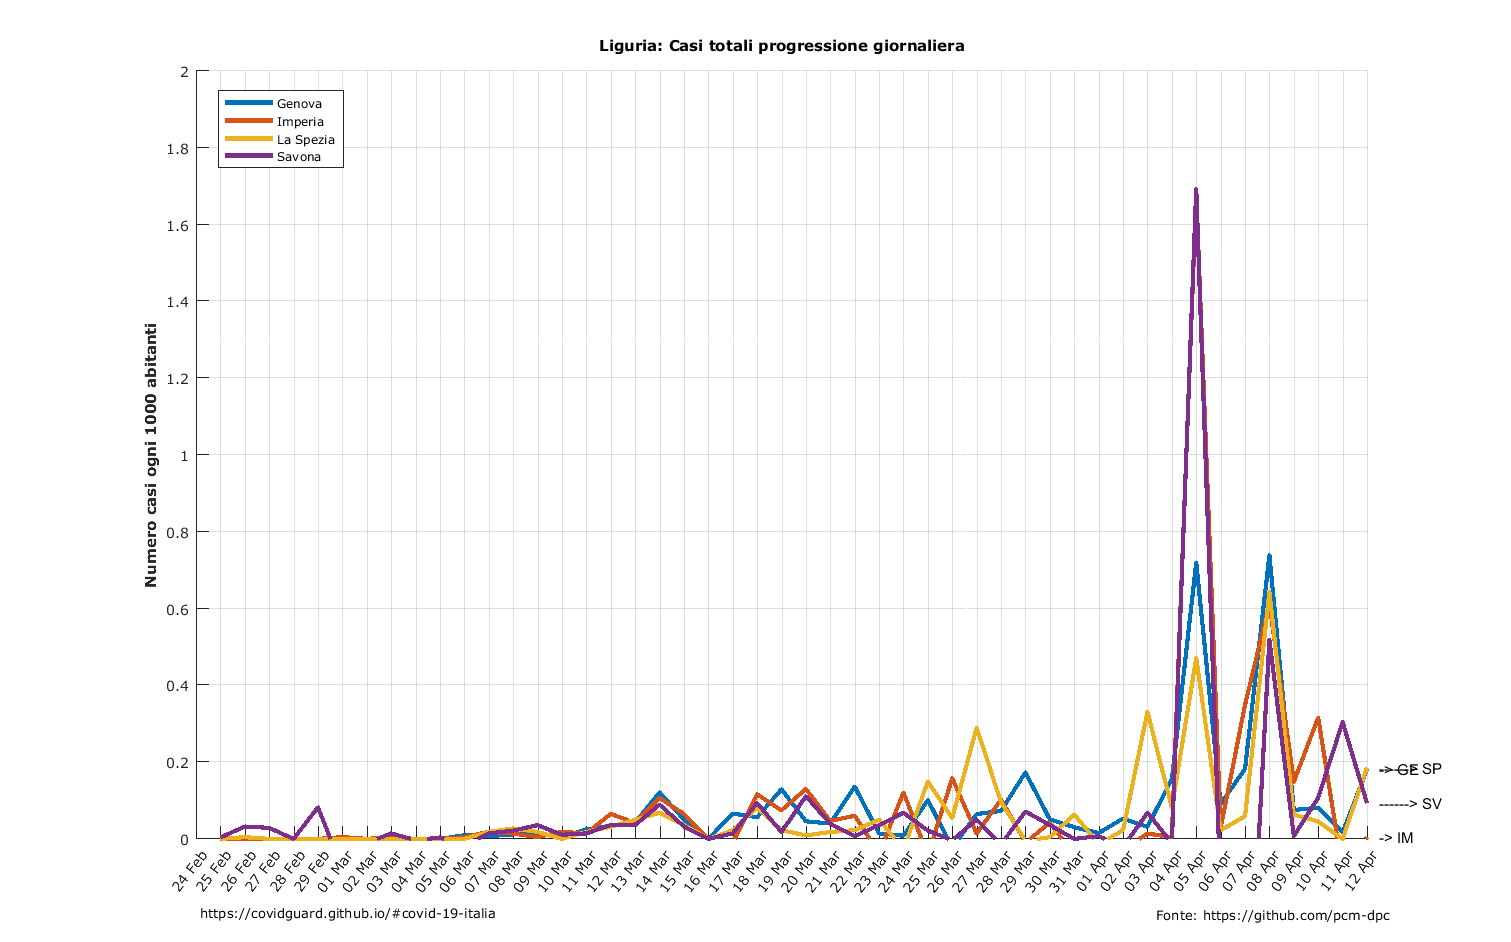 Liguria: Casi totali progressione giornaliera
Numero casi ogni 1000 abitanti
2
1.8
1.6
1.4
1.2
1
0.8
0.6
0.4
0.2
0
Genova
Imperia
La Spezia
Savona
-> GE
------> SP
------> SV
-> IM
24 Feb
25 Feb
26 Feb
27 Feb
28 Feb
29 Feb
01 Mar
02 Mar
03 Mar
04 Mar
05 Mar
06 Mar
07 Mar
08 Mar
09 Mar
10 Mar
11 Mar
12 Mar
13 Mar
14 Mar
15 Mar
16 Mar
17 Mar
18 Mar
19 Mar
20 Mar
21 Mar
22 Mar
23 Mar
24 Mar
25 Mar
26 Mar
27 Mar
28 Mar
29 Mar
30 Mar
31 Mar
01 Apr
02 Apr
03 Apr
04 Apr
05 Apr
06 Apr
07 Apr
08 Apr
09 Apr
10 Apr
11 Apr
12 Apr
https://covidguard.github.io/#covid-19-italia
Fonte: https://github.com/pcm-dpc